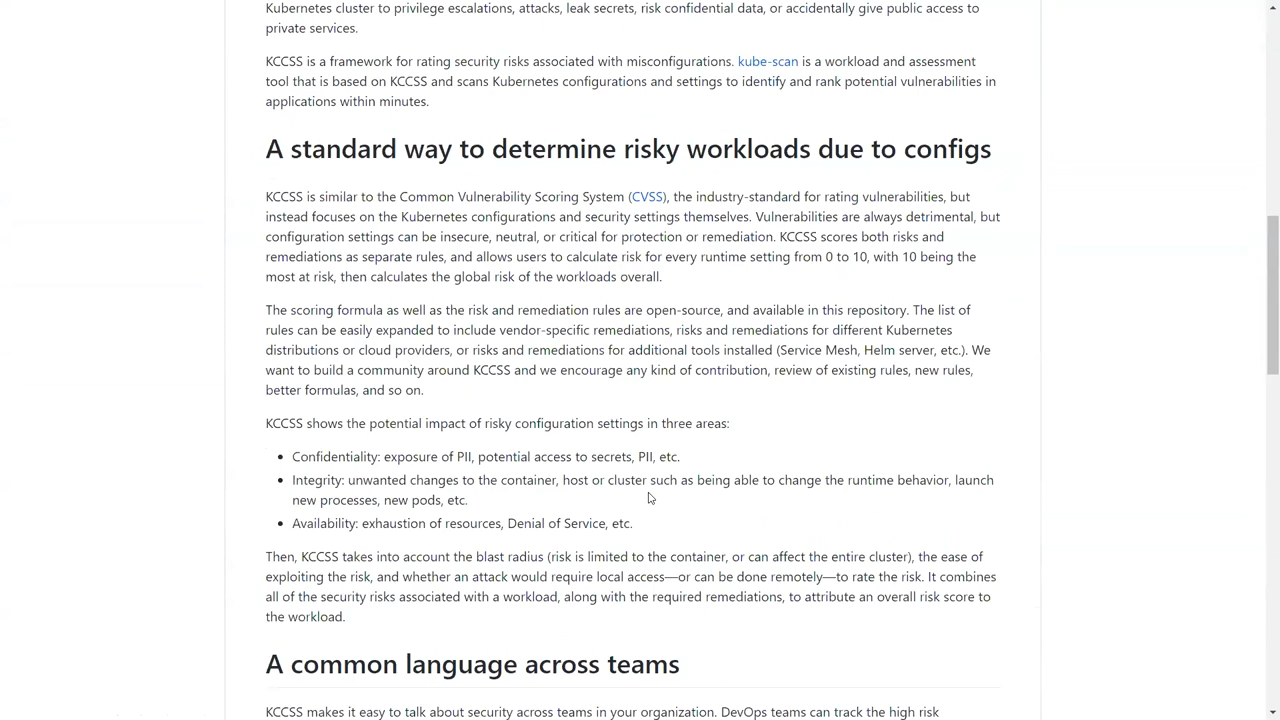 Kubernetes cluster to privilege escalations, attacks, leak secrets, risk confidential data, or accidentally give public access to
private services.
KCCSS is a framework for rating security risks associated with misconfigurations. kube-scan is a workload and assessment
tool that is based on KCCSS and scans Kubernetes configurations and settings to identify and rank potential vulnerabilities in
applications within minutes.
A standard way to determine risky workloads due to configs
KCCSS is similar to the Common Vulnerability Scoring System (CVSS), the industry-standard for rating vulnerabilities, but
instead focuses on the Kubernetes configurations and security settings themselves. Vulnerabilities are always detrimental, but
configuration settings can be insecure, neutral, or critical for protection or remediation. KCCSS scores both risks and
remediations as separate rules, and allows users to calculate risk for every runtime setting from 0 to 10, with 10 being the
most at risk, then calculates the global risk of the workloads overall.
The scoring formula as well as the risk and remediation rules are open-source, and available in this repository. The list of
rules can be easily expanded to include vendor-specific remediations, risks and remediations for different Kubernetes
distributions or cloud providers, or risks and remediations for additional tools installed (Service Mesh, Helm server, etc.). We
want to build a community around KCCSS and we encourage any kind of contribution, review of existing rules, new rules,
better formulas, and so on.
KCCSS shows the potential impact of risky configuration settings in three areas:
• Confidentiality: exposure of PII, potential access to secrets, PII, etc.
• Integrity: unwanted changes to the container, host or cluster such as being able to change the runtime behavior, launch
new processes, new pods, etc.
• Availability: exhaustion of resources, Denial of Service, etc.
Then, KCCSS takes into account the blast radius (risk is limited to the container, or can affect the entire cluster), the ease of
exploiting the risk, and whether an attack would require local access—or can be done remotely—to rate the risk. It combines
all of the security risks associated with a workload, along with the required remediations, to attribute an overall risk score to
the workload.
A common language across teams
KCCSS makes it easy to talk about security across teams in your organization. DevOps teams can track the high risk